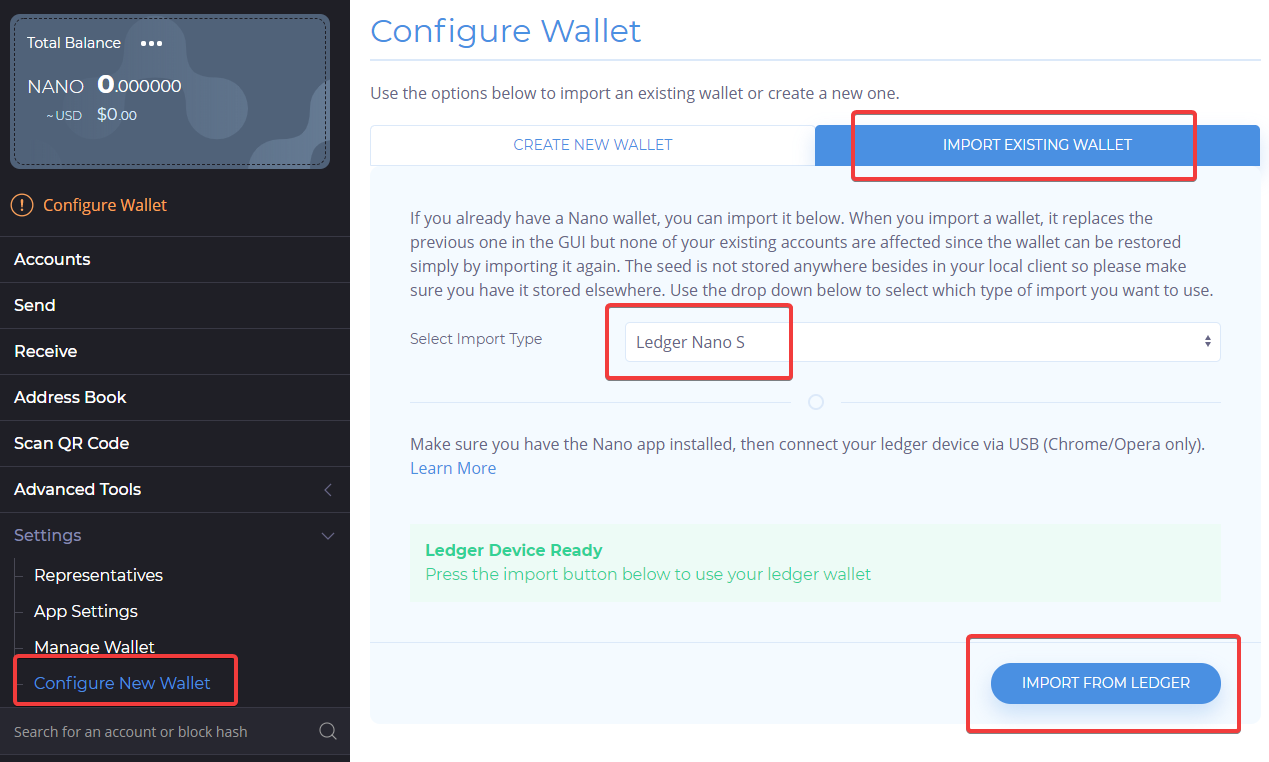 Total Balance •••
NANO 0.000000
~ USD $0.00
Configure Wallet
Accounts
Send
Receive
Address Book
Scan QR Code
Advanced Tools
Settings
Representatives
App Settings
Manage Wallet
Configure New Wallet
Search for an account or block hash
Configure Wallet
Use the options below to import an existing wallet or create a new one.
CREATE NEW WALLET
IMPORT EXISTING WALLET
If you already have a Nano wallet, you can import it below. When you import a wallet, it replaces the
previous one in the GUI but none of your existing accounts are affected since the wallet can be restored
simply by importing it again. The seed is not stored anywhere besides in your local client so please make
sure you have it stored elsewhere. Use the drop down below to select which type of import you want to use.
Select Import Type
Ledger Nano S
Make sure you have the Nano app installed, then connect your ledger device via USB (Chrome/Opera only).
Learn More
Ledger Device Ready
Press the import button below to use your ledger wallet
IMPORT FROM LEDGER